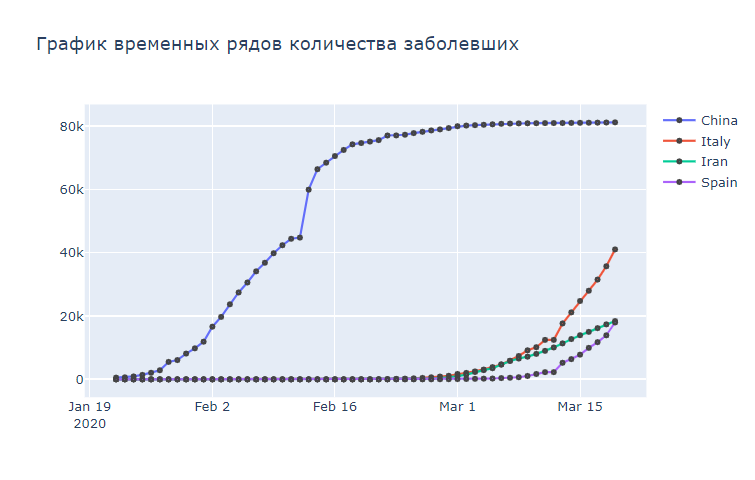 График временных рядов количества заболевших
80k
60k
40k
20k
0
Jan 19
2020
Feb 2
Feb 16
Mar 1
Mar 15
China
Italy
Iran
Spain